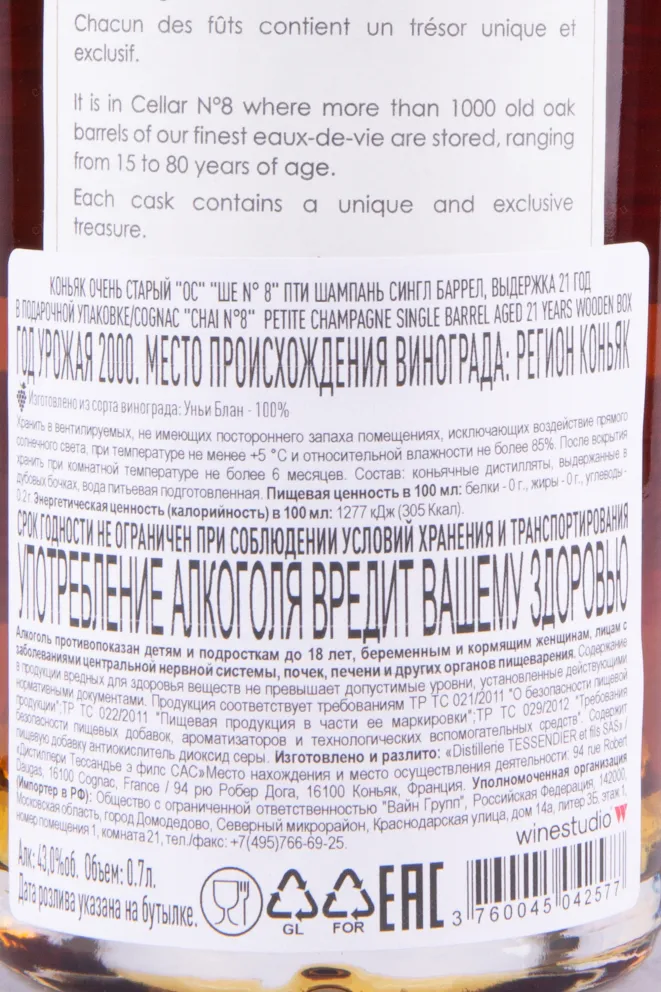 Chacun des fûts contient un trésor unique et
exclusif.
It is in Cellar N°8 where more than 1000 old oak
barrels of our finest eaux-de-vie are stored, ranging
from 15 to 80 years of age.
Each cask contains a unique and exclusive
treasure.
КОНЬЯК ОЧЕНЬ СТАРЫЙ "ОС" "ШЕ N° 8" ПТИ ШАМПАНЬ СИНГЛ БАРРЕЛ, ВЫДЕРЖКА 21 ГОД
В ПОДАРОЧНОЙ УПАКОВКЕ/COGNAC "CHAI N°8" PETITE CHAMPAGNE SINGLE BARREL AGED 21 YEARS WOODEN BOX
ГОД УРОЖАЯ 2000. МЕСТО ПРОИСХОЖДЕНИЯ ВИНОГРАДА: РЕГИОН КОНЬЯК
Изготовлено из сорта винограда: Уньи Блан - 100%
Хранить в вентилируемых, не имеющих постороннего запаха помещениях, исключающих воздействие прямого
солнечного света, при температуре не менее +5 °С и относительной влажности не более 85%. После вскрытия
хранить при комнатной температуре не более 6 месяцев. Состав: коньячные дистилляты, выдержанные в
дубовых бочках, вода питьевая подготовленная. Пищевая ценность в 100 мл: белки - 0 г., жиры - 0 г., углеводы -
0.2 г. Энергетическая ценность (калорийность) в 100 мл: 1277 кДж (305 Ккал).
СРОК ГОДНОСТИ НЕ ОГРАНИЧЕН ПРИ СОБЛЮДЕНИИ УСЛОВИЙ ХРАНЕНИЯ И ТРАНСПОРТИРОВАНИЯ
УПОТРЕБЛЕНИЕ АЛКОГОЛЯ ВРЕДИТ ВАШЕМУ ЗДОРОВЬЮ
Алкоголь противопоказан детям и подросткам до 18 лет, беременным и кормящим женщинам, лицам с
заболеваниями центральной нервной системы, почек, печени и других органов пищеварения. Содержание
в продукции вредных для здоровья веществ не превышает допустимые уровни, установленные действующими
нормативными документами. Продукция соответствует требованиям ТР ТС 021/2011 "О безопасности пищевой
продукции";ТР ТС 022/2011 "Пищевая продукция в части ее маркировки";ТР ТС 029/2012 "Требования
безопасности пищевых добавок, ароматизаторов и технологических вспомогательных средств". Содержит
пищевую добавку антиокислитель диоксид серы. Изготовлено и разлито: «Distillerie TESSENDIER et fils SAS» /
«Дистиллери Тессандье э филс САС»Место нахождения и место осуществления деятельности: 94 rue Robert
Daugas, 16100 Cognac, France / 94 рю Робер Дога, 16100 Коньяк, Франция. Уполномоченная организация
(Импортер в РФ): Общество с ограниченной ответственностью "Вайн Групп", Российская Федерация, 142000,
Московская область, город Домодедово, Северный микрорайон, Краснодарская улица, дом 14а, литер 3Б, этаж 1,
номер помещения 1, комната 21, тел./факс: +7(495)766-69-25.
winestudio
Алк: 43,0%об. Объем: 0.7л.
Дата розлива указана на бутылке.
GL
FOR
EAC
3 760045 042577